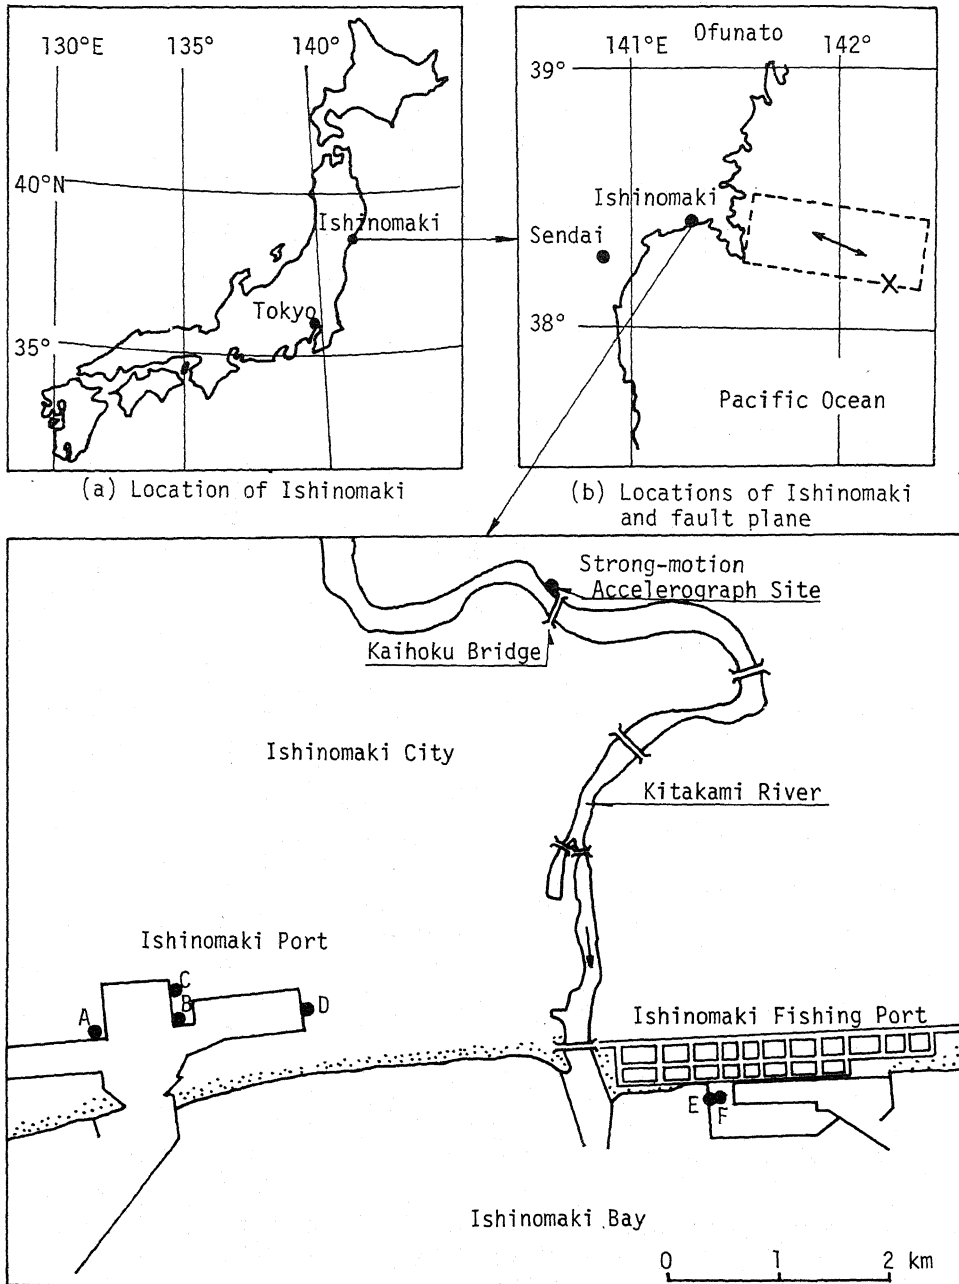 130°E 135° 140°
40°N
Ishinomaki
Tokyo
35°
(a) Location of Ishinomaki
Ofunato
141°E 142°
39°
Ishinomaki
Sendai
38°
Pacific Ocean
(b) Locations of Ishinomaki
and fault plane
Strong-motion
Accelerograph Site
Kaihoku Bridge
Ishinomaki City
Kitakami River
Ishinomaki Port
C
B
A
D
Ishinomaki Fishing Port
E F
Ishinomaki Bay
0 1 2 km